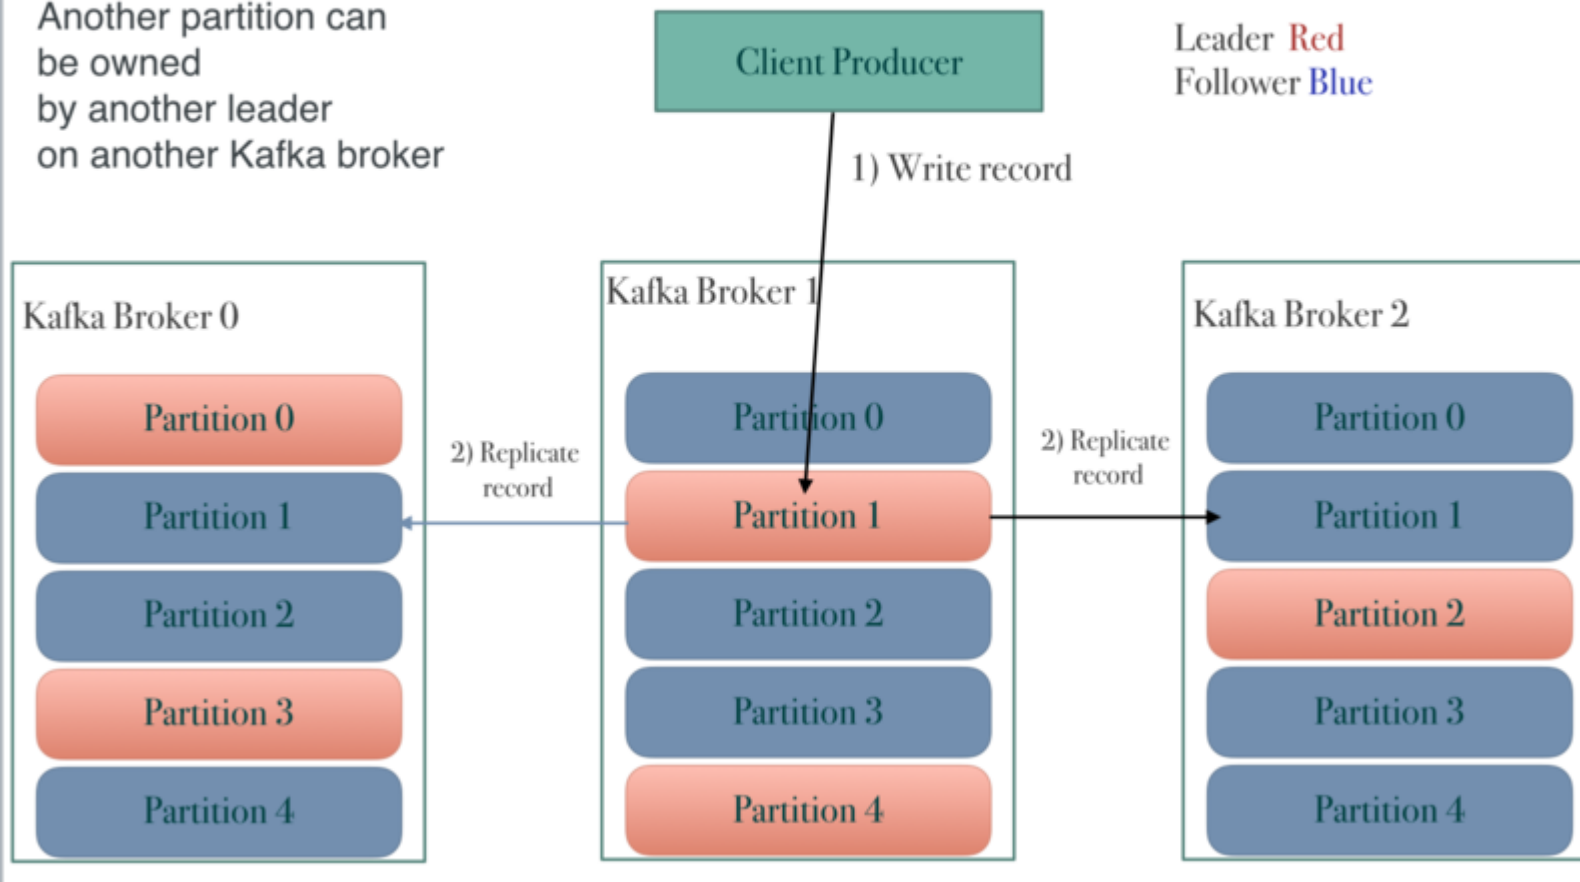 Another partition can
be owned
by another leader
on another Kafka broker
Client Producer
Leader Red
Follower Blue
1) Write record
Kafka Broker 0
Partition 0
Partition 1
Partition 2
Partition 3
Partition 4
2) Replicate
record
Kafka Broker 1
Partition 0
Partition 1
Partition 2
Partition 3
Partition 4
2) Replicate
record
Kafka Broker 2
Partition 0
Partition 1
Partition 2
Partition 3
Partition 4